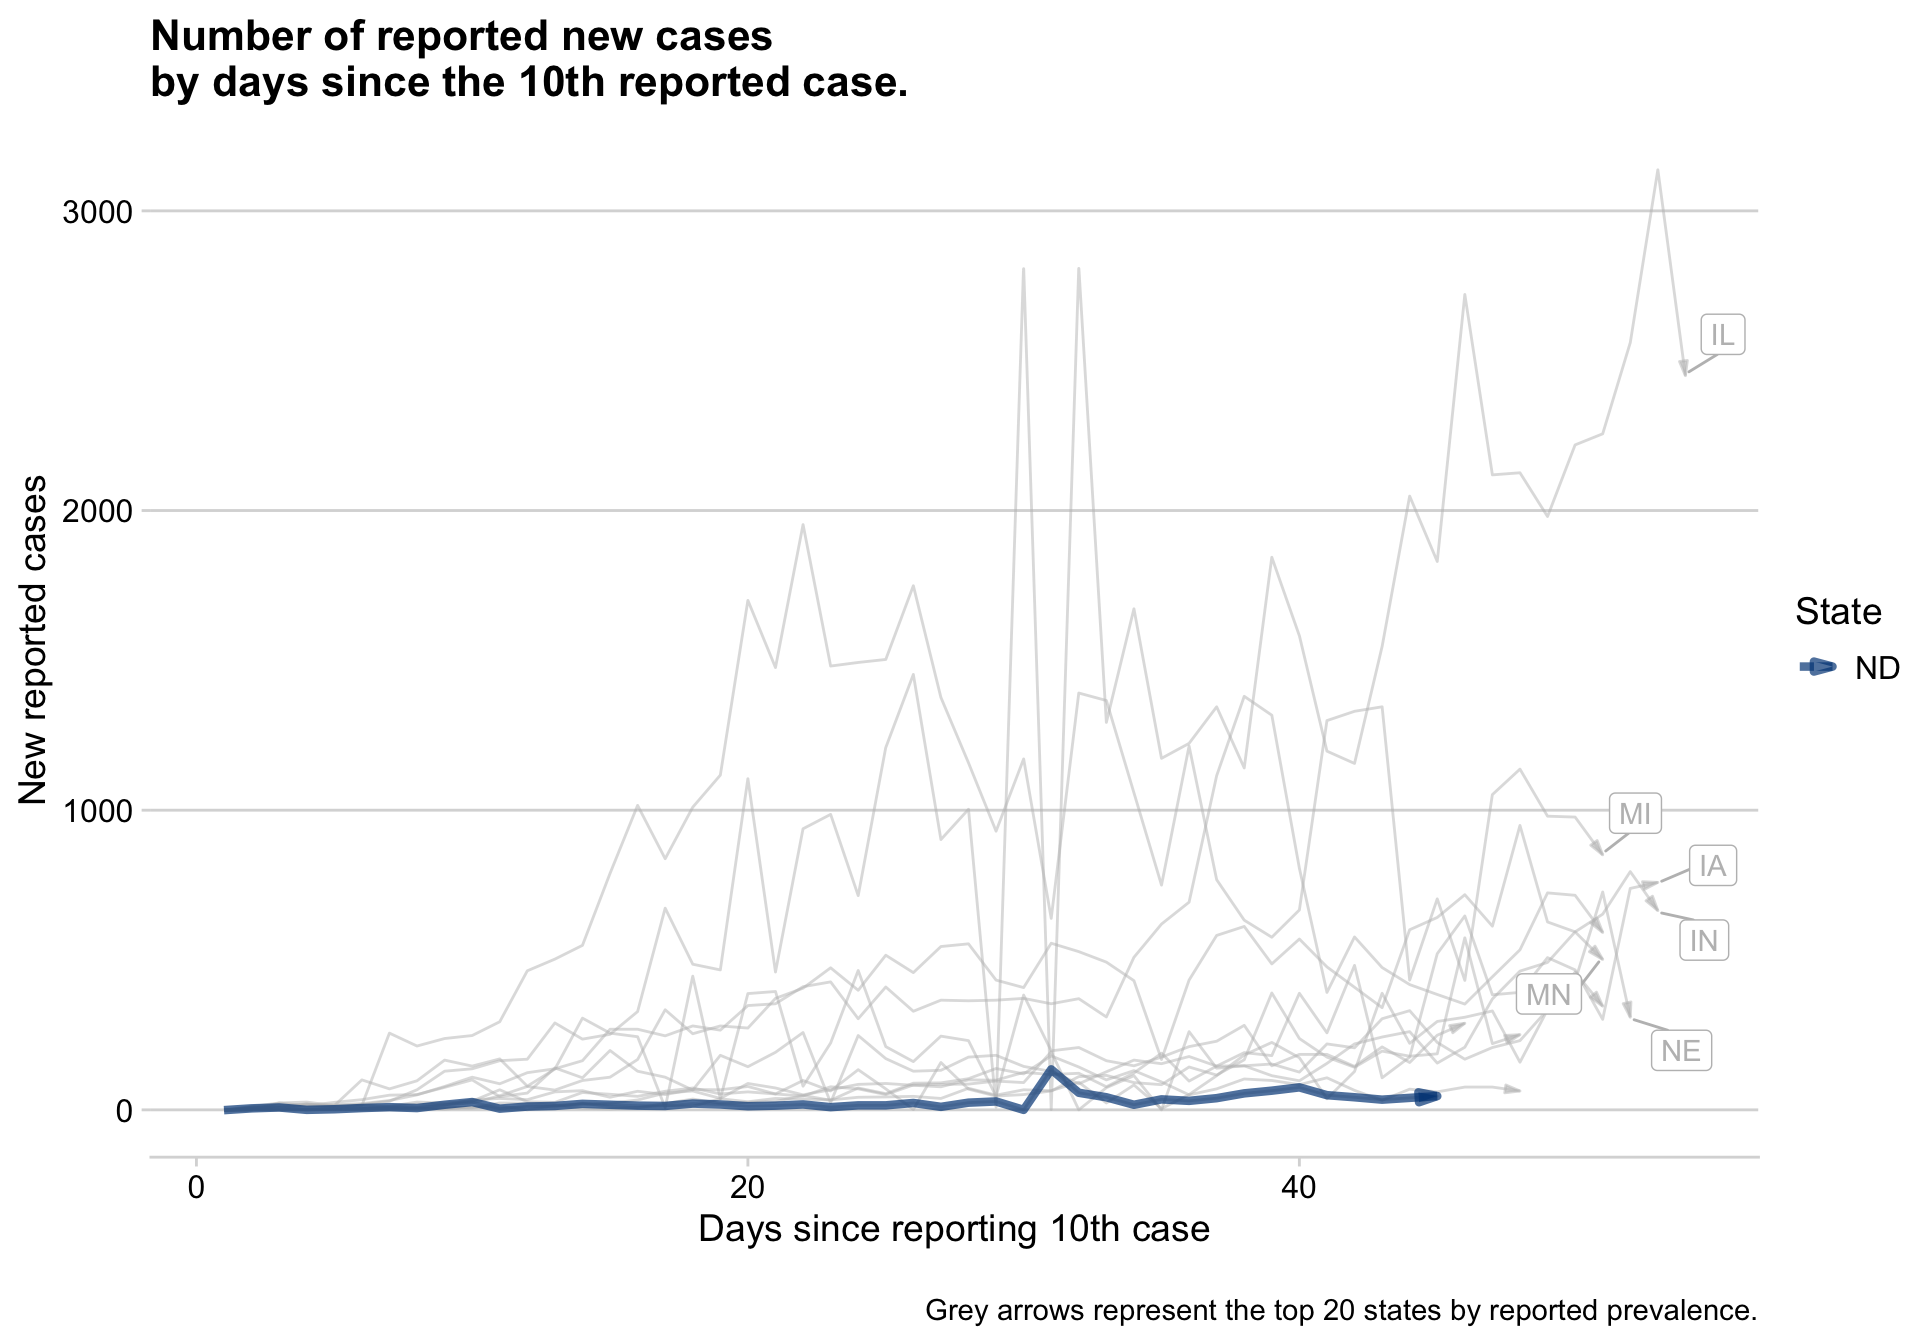 Number of reported new cases
by days since the 10th reported case.
New reported cases
3000
2000
1000
0
IL
MI
IA
IN
MN
NE
State
ND
0
20
40
Days since reporting 10th case
Grey arrows represent the top 20 states by reported prevalence.